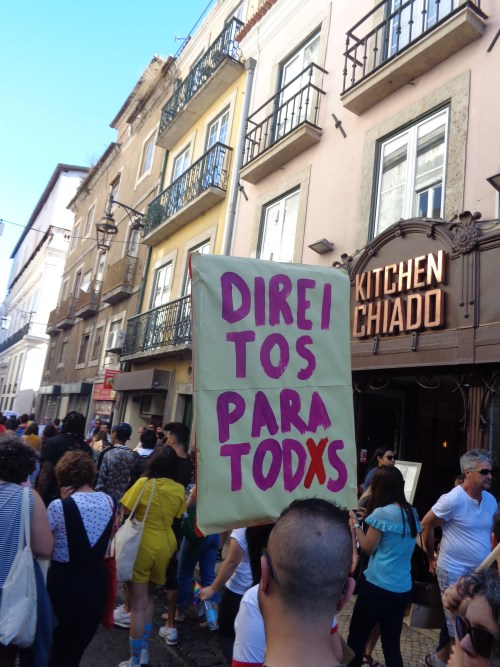 DIREI
TOS
PARA
TODXS
KITCHEN
CHIADO